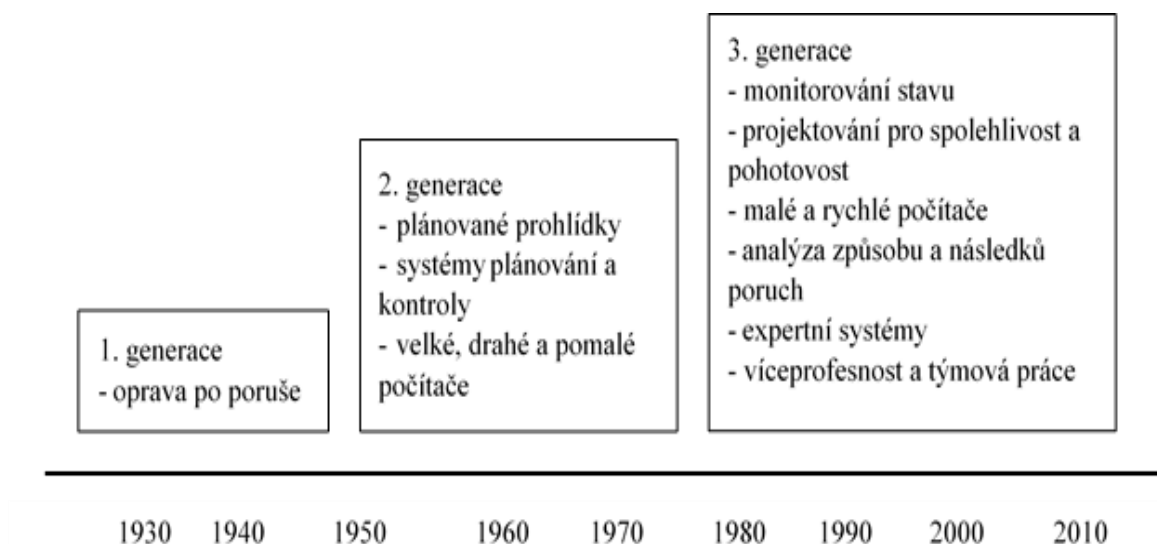 1. generace
- oprava po poruše
2. generace
- plánované prohlídky
- systémy plánování a
kontroly
- velké, drahé a pomalé
počítače
3. generace
- monitorování stavu
- projektování pro spolehlivost a
pohotovost
- malé a rychlé počítače
- analýza způsobu a následků
poruch
- expertní systémy
- víceprofesnost a týmová práce
1930 1940 1950 1960 1970 1980 1990 2000 2010